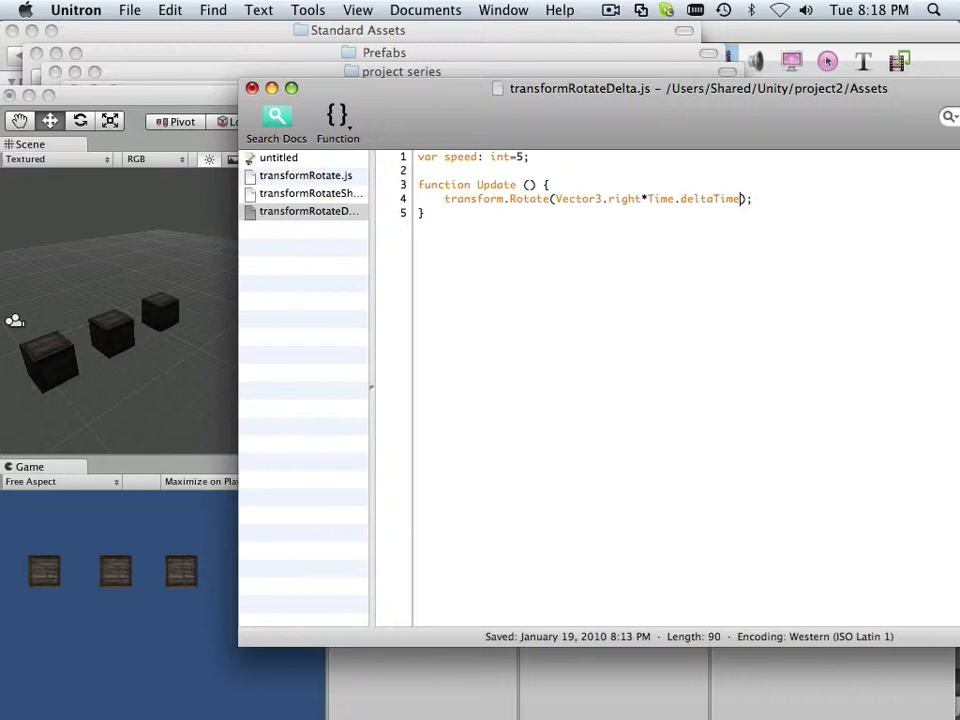 Unitron File Edit Find Text Tools View Documents Window Help Tue 8:18 PM
Standard Assets
Prefabs
project series
transformRotateDelta.js – /Users/Shared/Unity/project2/Assets
Pivot
Search Docs Function
Scene
Textured RGB
untitled
transformRotate.js
transformRotateSh...
transformRotateD...
1 var speed: int=5;
2
3 function Update () {
4 transform.Rotate(Vector3.right*Time.deltaTime);
5 }
Game
Free Aspect
Saved: January 19, 2010 8:13 PM • Length: 90 • Encoding: Western (ISO Latin 1)